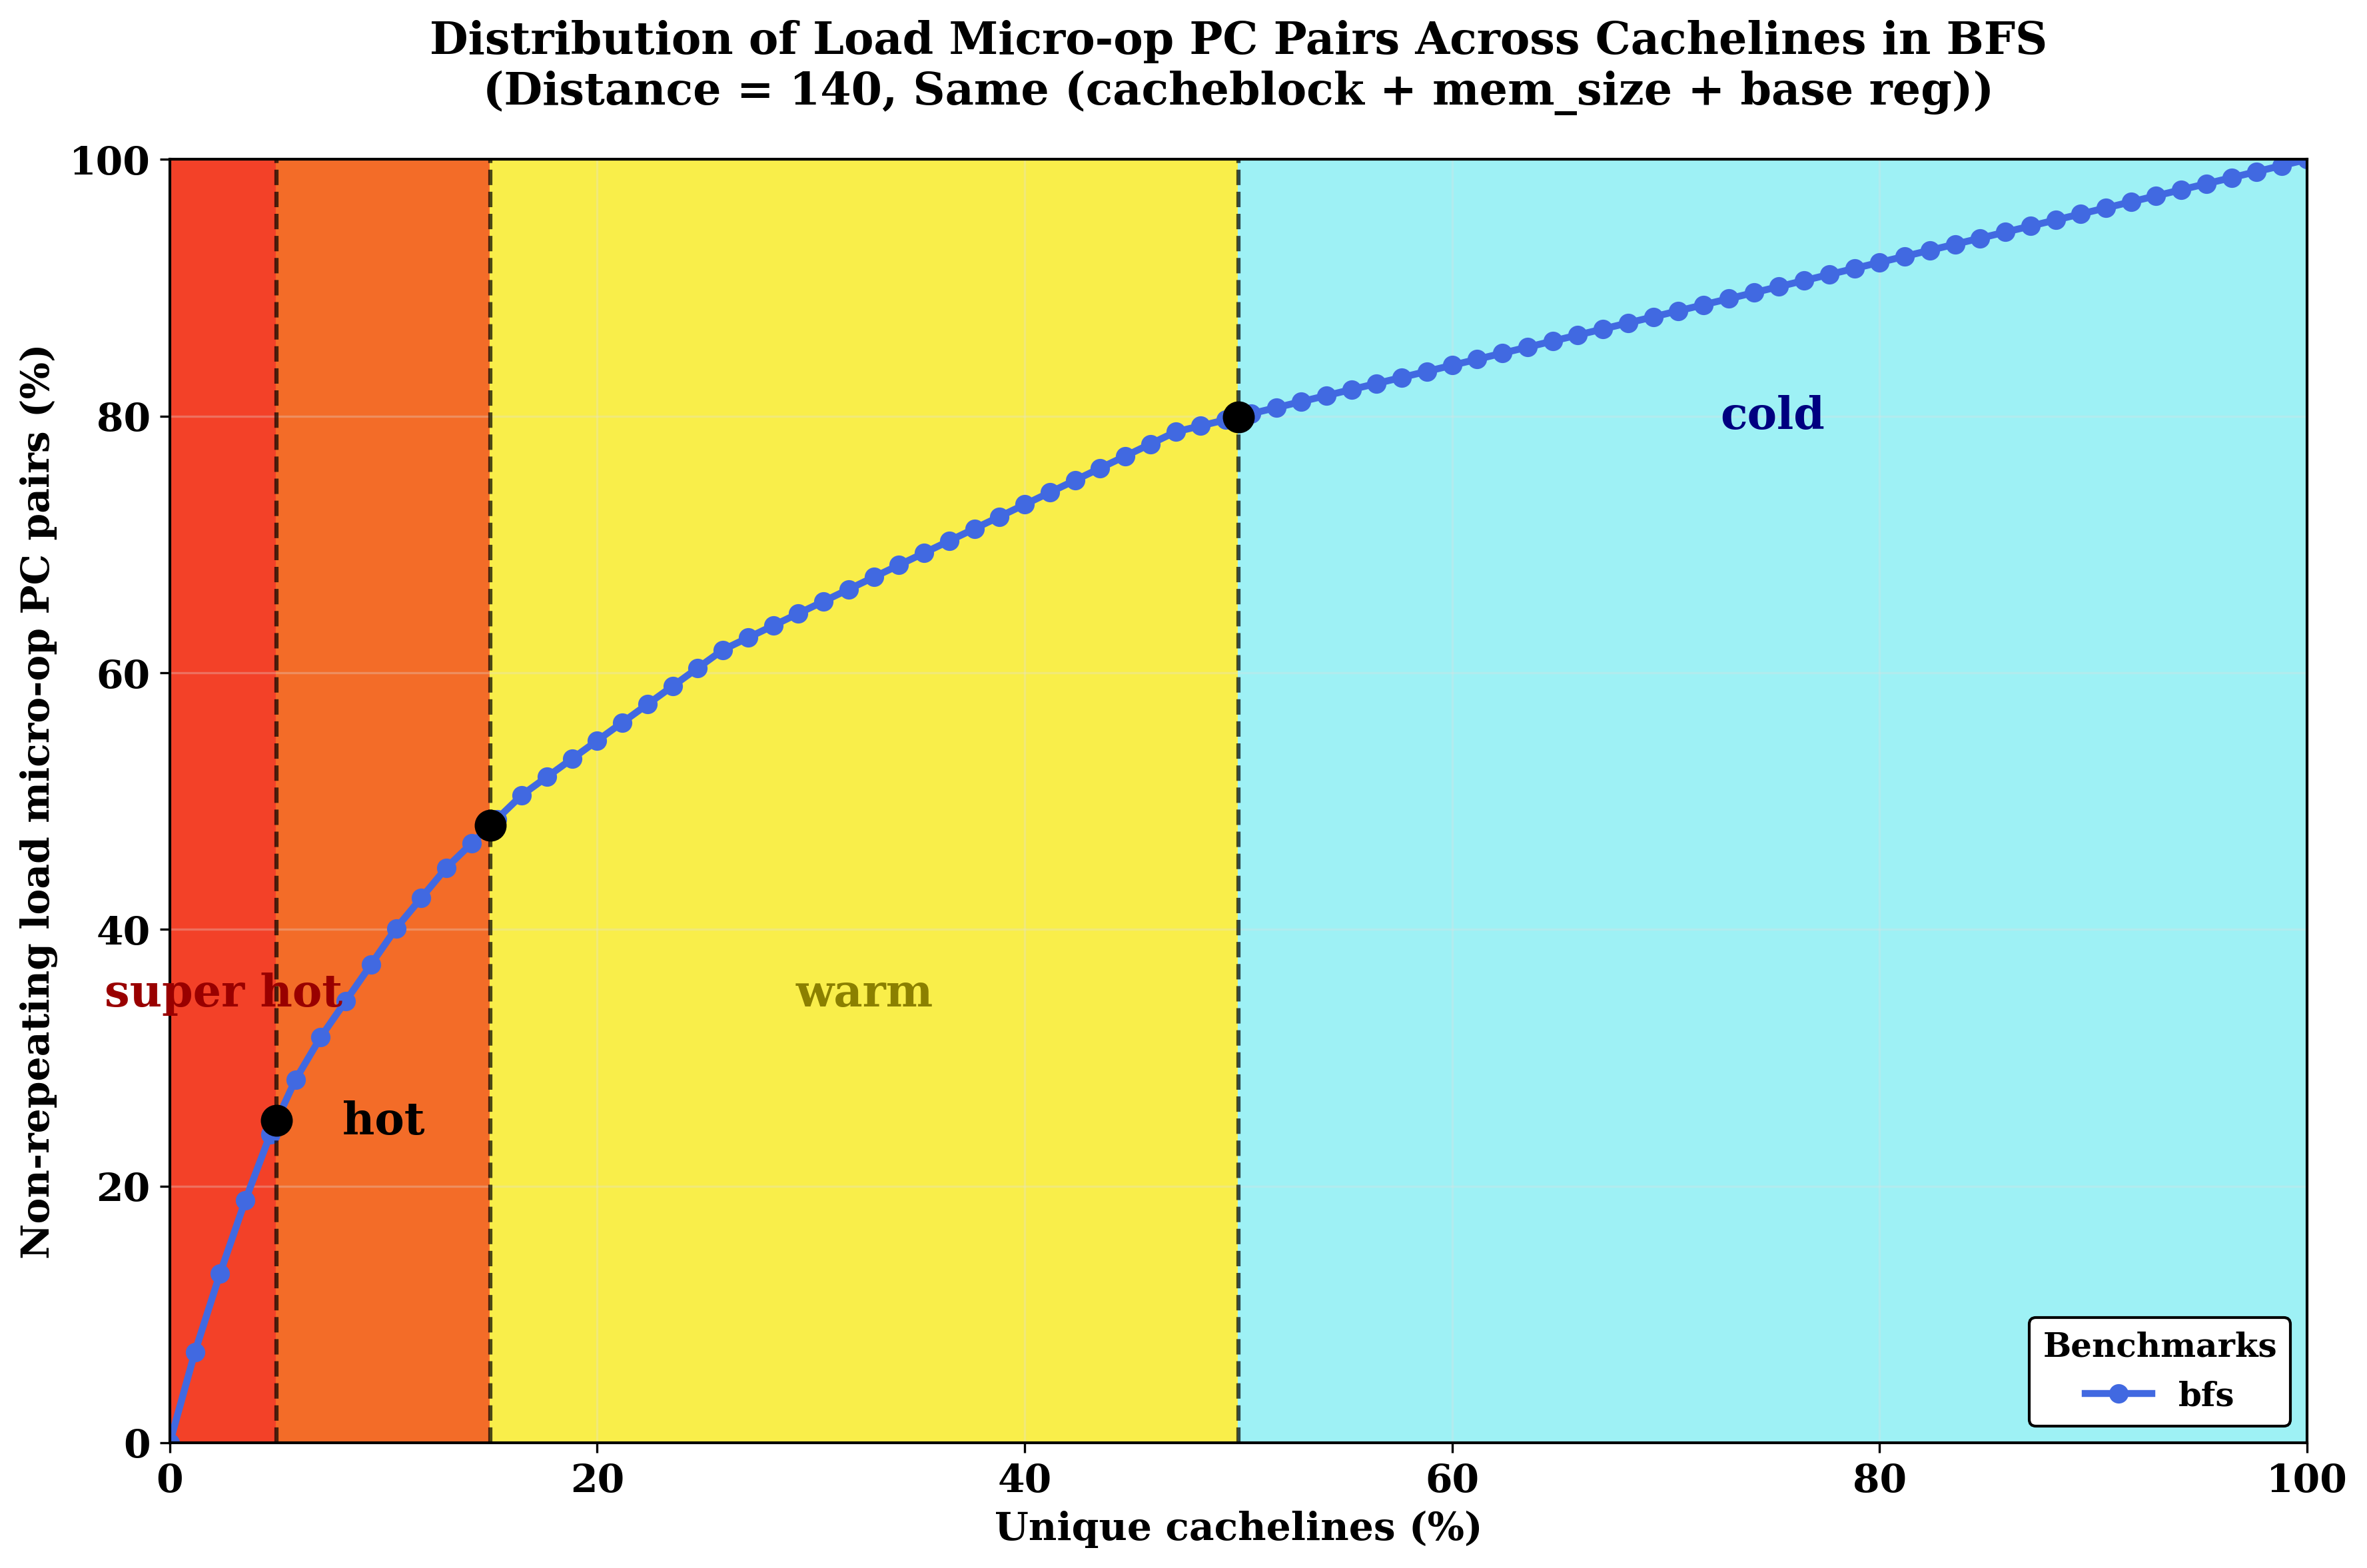 Distribution of Load Micro-op PC Pairs Across Cachelines in BFS
(Distance = 140, Same (cacheblock + mem_size + base reg))
Non-repeating load micro-op PC pairs (%)
100
80
60
40
20
0
super hot
hot
warm
cold
Benchmarks
bfs
0 20 40 60 80 100
Unique cachelines (%)